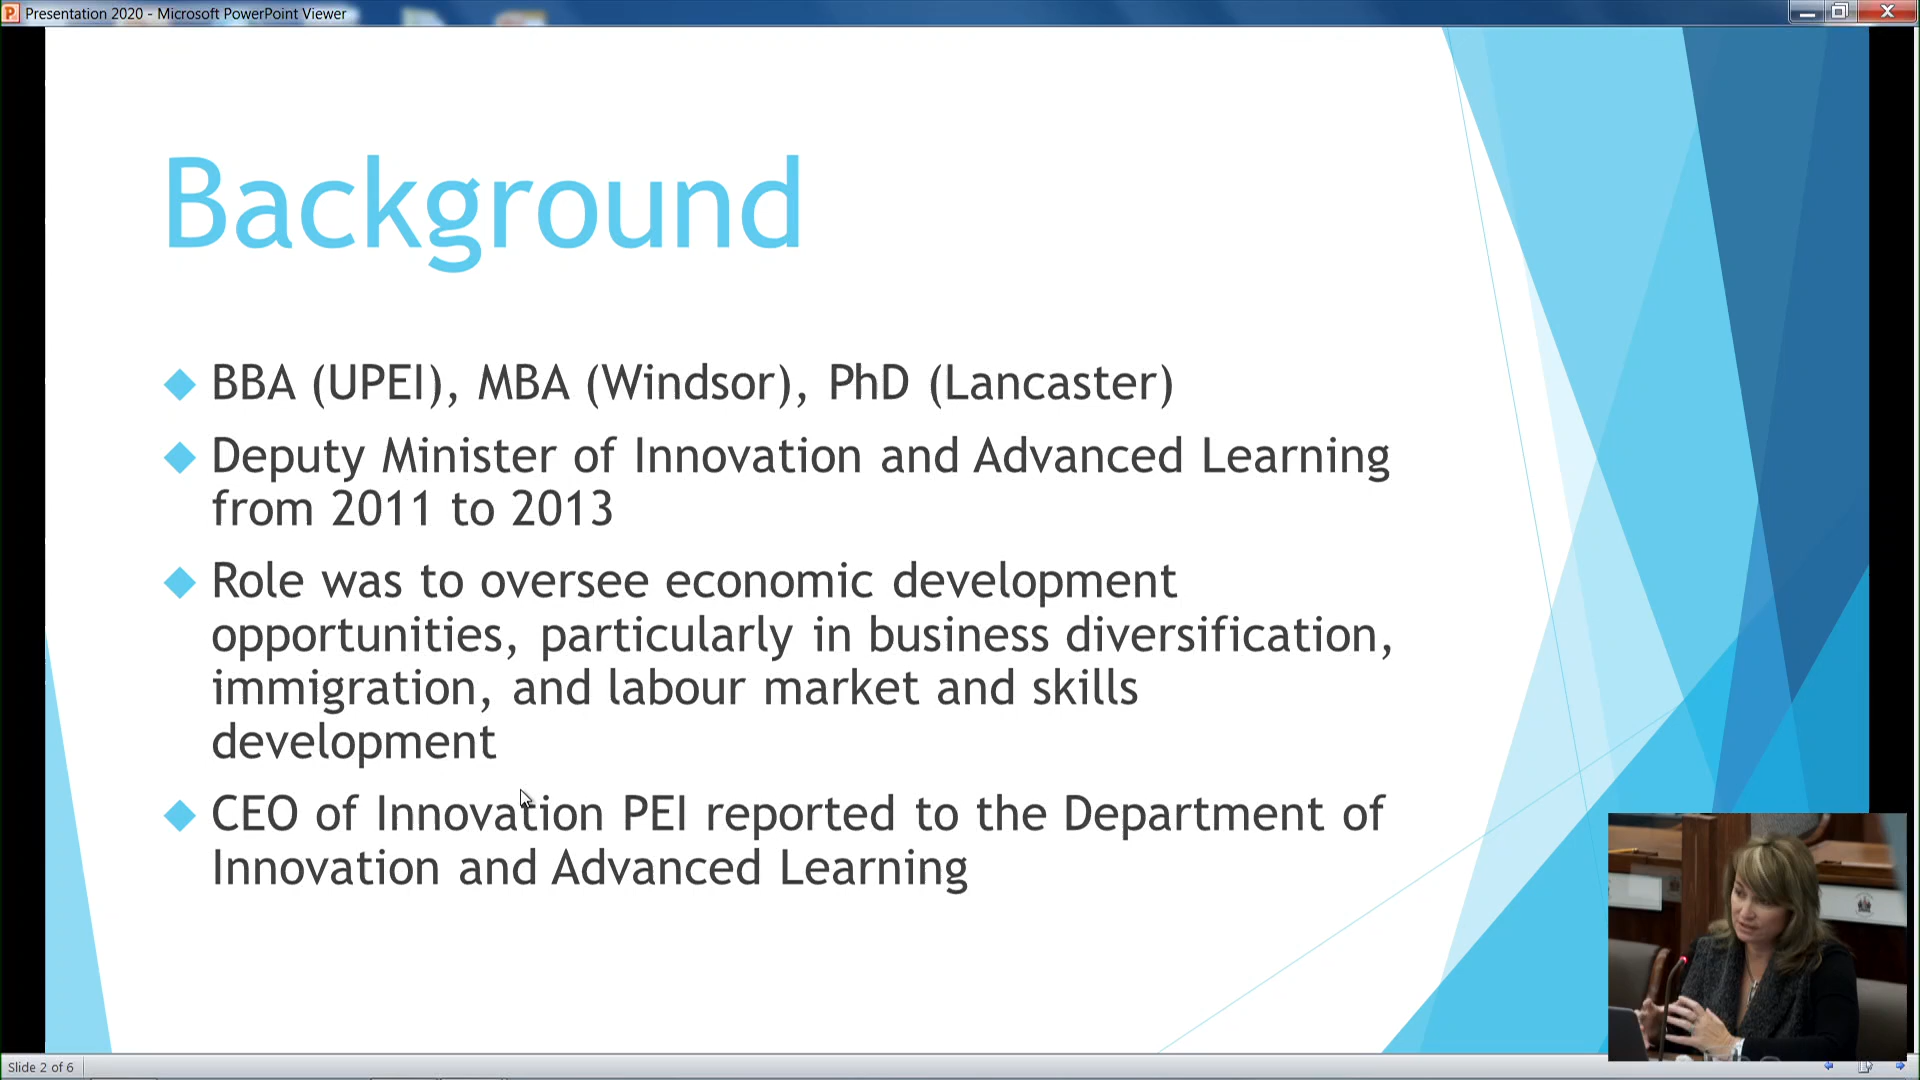 Presentation 2020 - Microsoft PowerPoint Viewer
Background
BBA (UPEI), MBA (Windsor), PhD (Lancaster)
Deputy Minister of Innovation and Advanced Learning
from 2011 to 2013
Role was to oversee economic development
opportunities, particularly in business diversification,
immigration, and labour market and skills
development
CEO of Innovation PEI reported to the Department of
Innovation and Advanced Learning
Slide 2 of 6